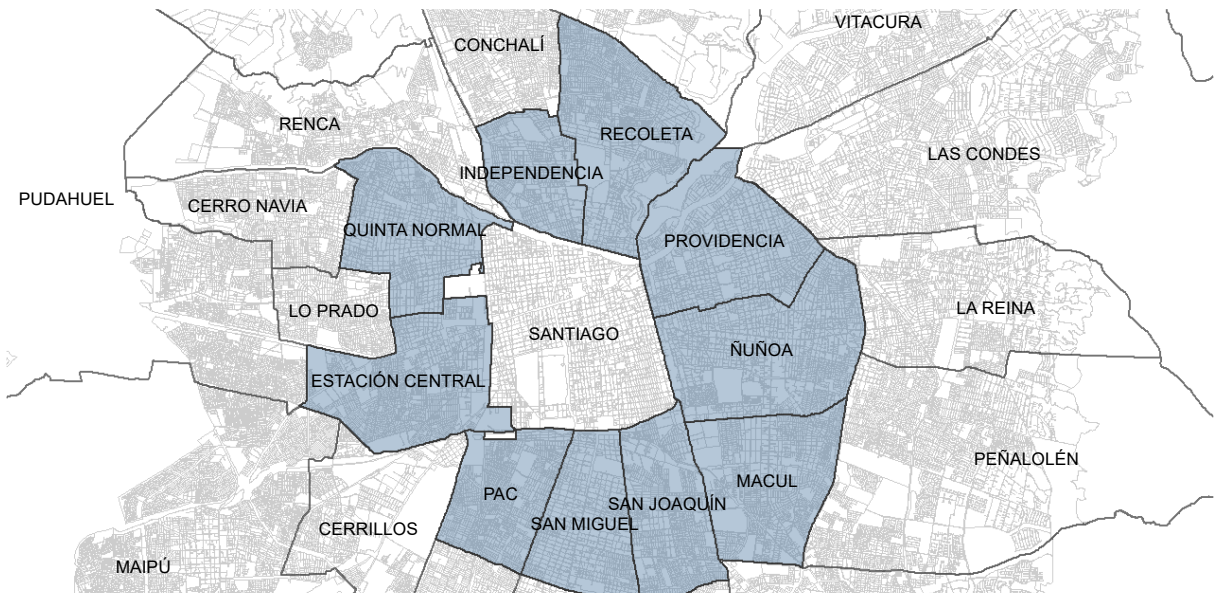 VITACURA
CONCHALÍ
RENCA
RECOLETA
LAS CONDES
INDEPENDENCIA
PUDAHUEL
CERRO NAVIA
QUINTA NORMAL
PROVIDENCIA
LO PRADO
LA REINA
SANTIAGO
ÑUÑOA
ESTACIÓN CENTRAL
PEÑALOLÉN
MACUL
PAC
SAN JOAQUÍN
SAN MIGUEL
CERRILLOS
MAIPÚ